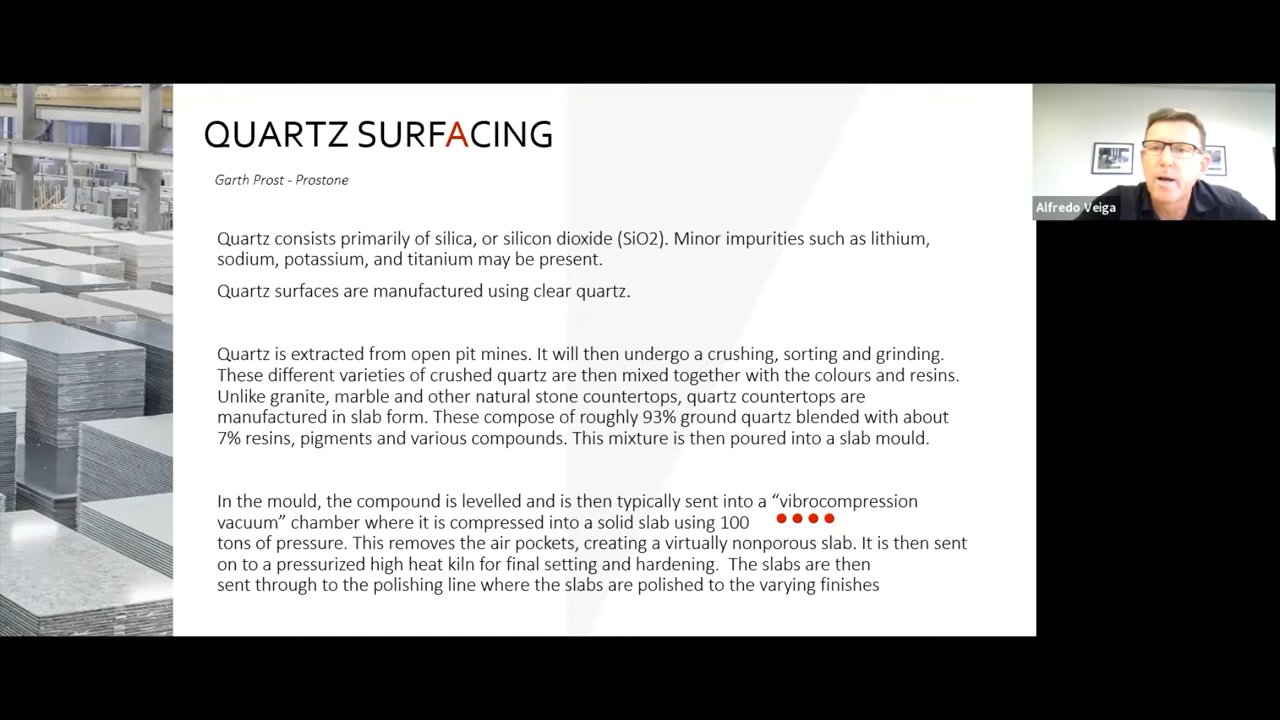 QUARTZ SURFACING
Garth Prost - Prostone
Quartz consists primarily of silica, or silicon dioxide (SiO2). Minor impurities such as lithium,
sodium, potassium, and titanium may be present.
Quartz surfaces are manufactured using clear quartz.
Quartz is extracted from open pit mines. It will then undergo a crushing, sorting and grinding.
These different varieties of crushed quartz are then mixed together with the colours and resins.
Unlike granite, marble and other natural stone countertops, quartz countertops are
manufactured in slab form. These compose of roughly 93% ground quartz blended with about
7% resins, pigments and various compounds. This mixture is then poured into a slab mould.
In the mould, the compound is levelled and is then typically sent into a “vibrocompression
vacuum” chamber where it is compressed into a solid slab using 100
tons of pressure. This removes the air pockets, creating a virtually nonporous slab. It is then sent
on to a pressurized high heat kiln for final setting and hardening.  The slabs are then
sent through to the polishing line where the slabs are polished to the varying finishes
Alfredo Veiga